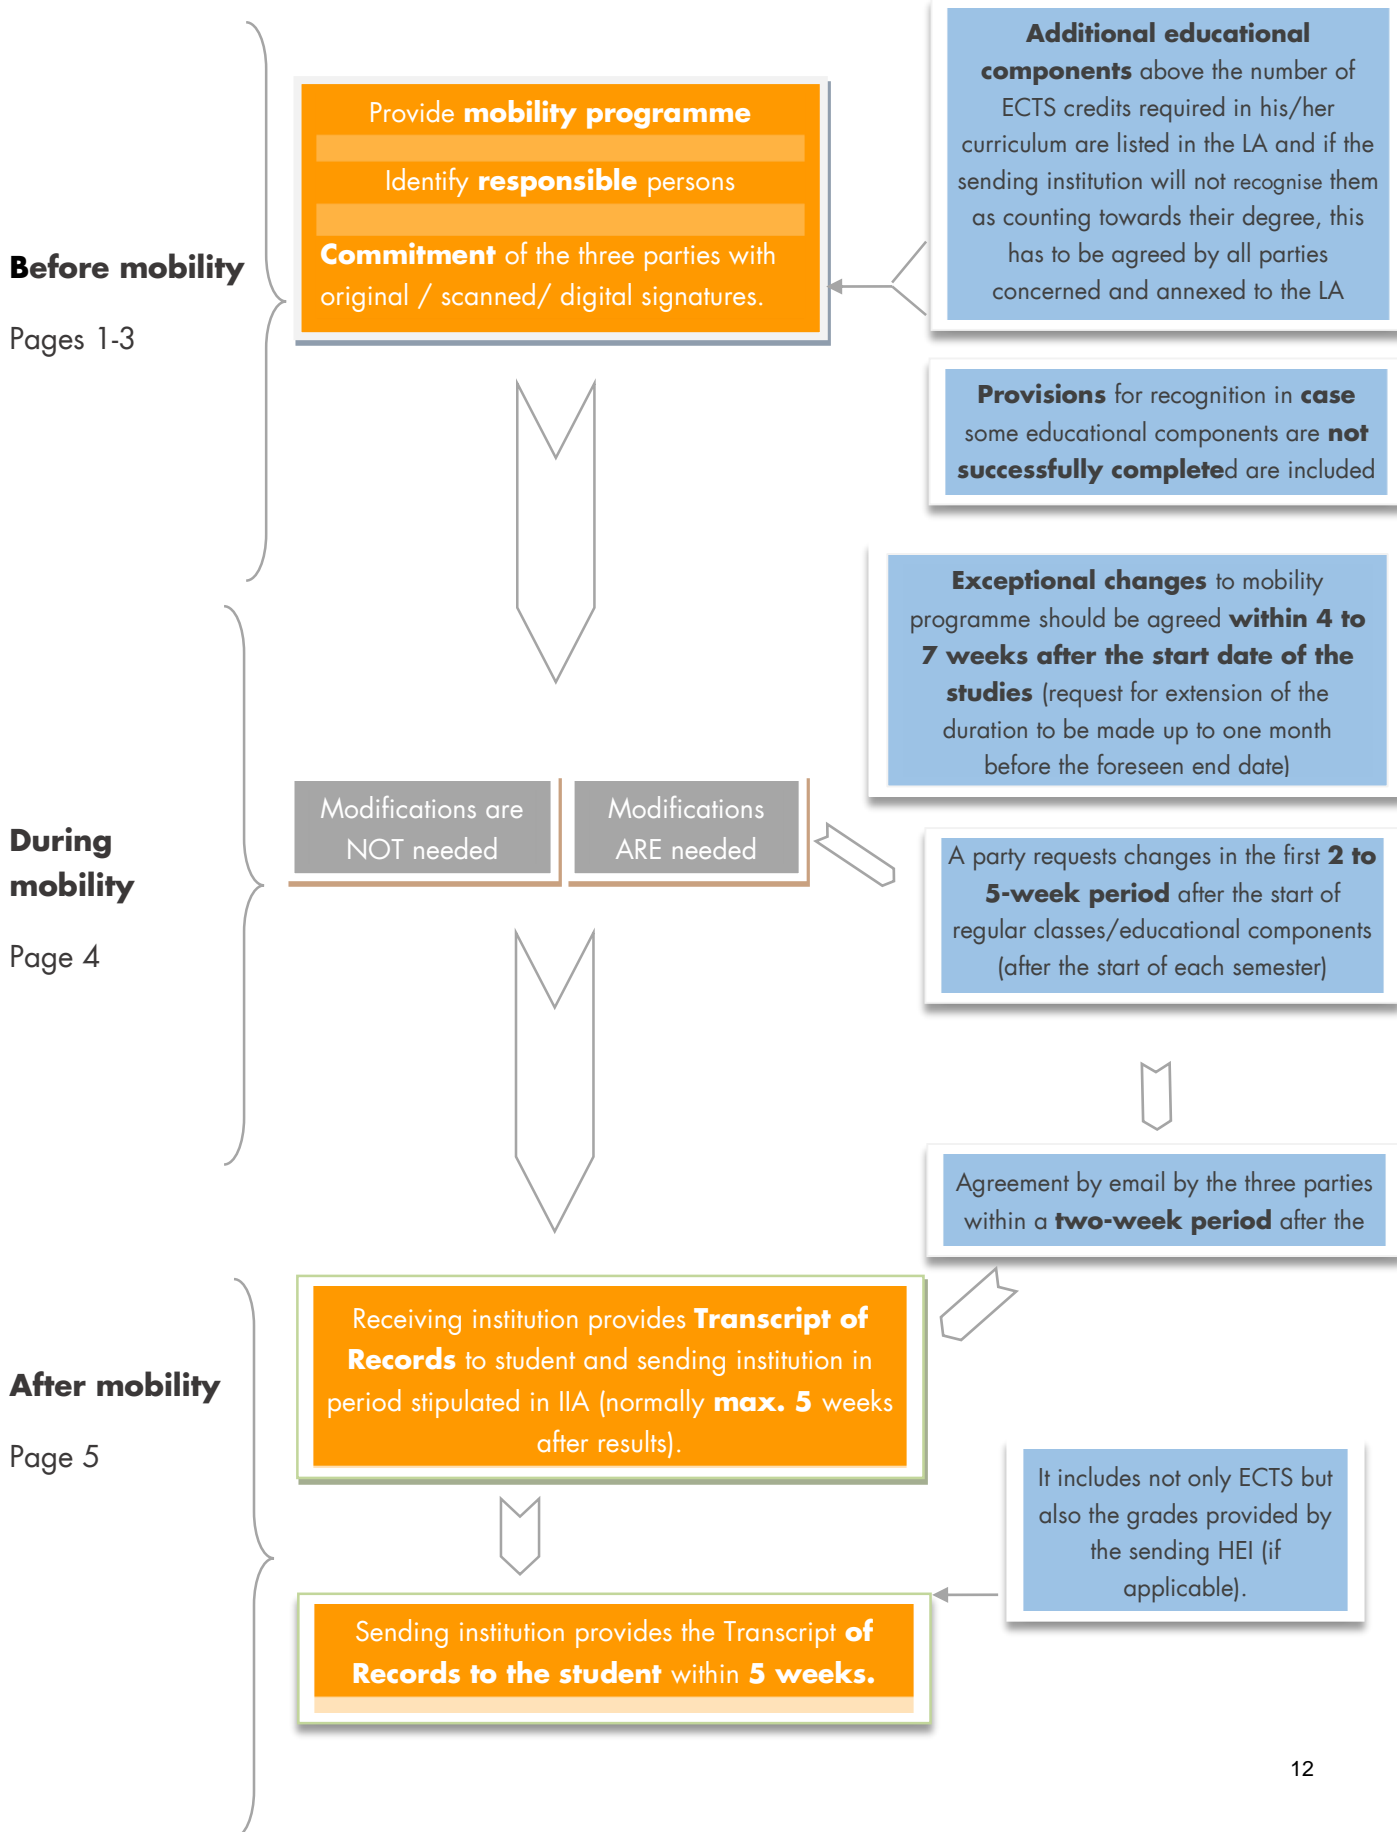 Before mobility
Pages 1-3
Provide mobility programme
Identify responsible persons
Commitment of the three parties with
original / scanned/ digital signatures.
Additional educational
components above the number of
ECTS credits required in his/her
curriculum are listed in the LA and if the
sending institution will not recognise them
as counting towards their degree, this
has to be agreed by all parties
concerned and annexed to the LA
Provisions for recognition in case
some educational components are not
successfully completed are included
During
mobility
Page 4
Exceptional changes to mobility
programme should be agreed within 4 to
7 weeks after the start date of the
studies (request for extension of the
duration to be made up to one month
before the foreseen end date)
Modifications are
NOT needed
Modifications
ARE needed
A party requests changes in the first 2 to
5-week period after the start of
regular classes/educational components
(after the start of each semester)
Agreement by email by the three parties
within a two-week period after the
After mobility
Page 5
Receiving institution provides Transcript of
Records to student and sending institution in
period stipulated in IIA (normally max. 5 weeks
after results).
It includes not only ECTS but
also the grades provided by
the sending HEI (if
applicable).
Sending institution provides the Transcript of
Records to the student within 5 weeks.
12